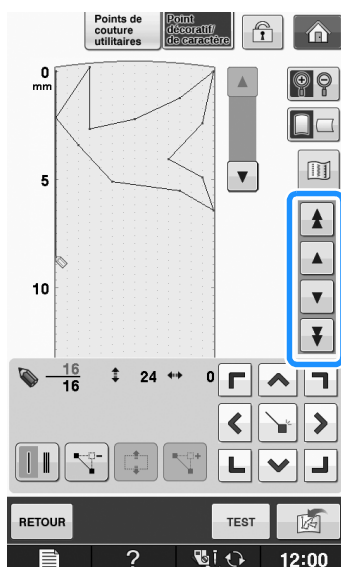 Points de
couture
utilitaires
Point
décoratif/
de caractère
0
mm
5
10
16
16
24
0
RETOUR
TEST
?
12:00